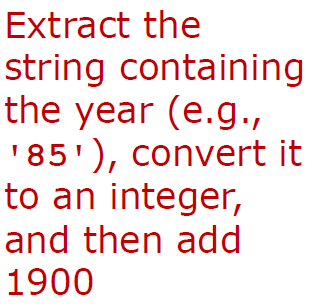 Extract the
string containing
the year (e.g.,
'85'), convert it
to an integer,
and then add
1900